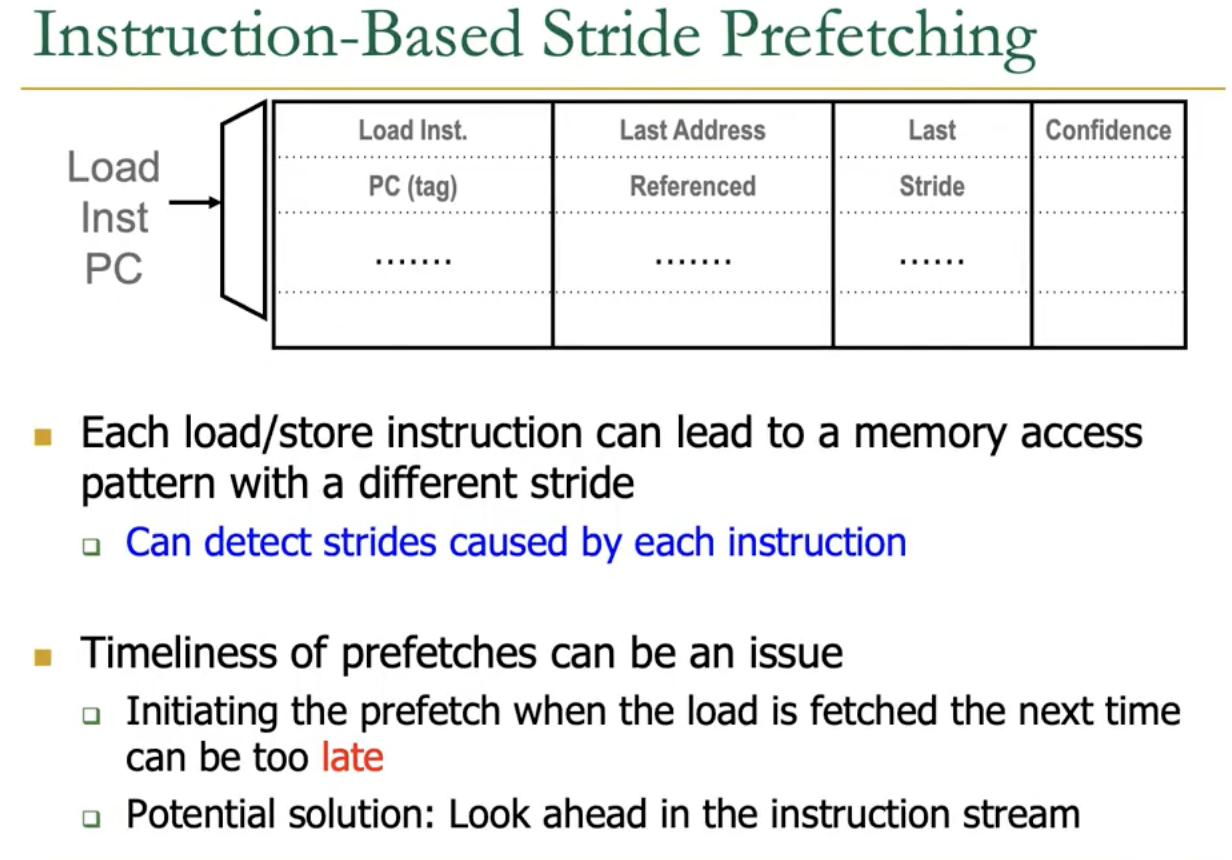 Instruction-Based Stride Prefetching
Load
Inst
PC
Load Inst.
Last Address
Last
Confidence
PC (tag)
Referenced
Stride
.......
.......
......
Each load/store instruction can lead to a memory access
pattern with a different stride
Can detect strides caused by each instruction
Timeliness of prefetches can be an issue
Initiating the prefetch when the load is fetched the next time
can be too late
Potential solution: Look ahead in the instruction stream